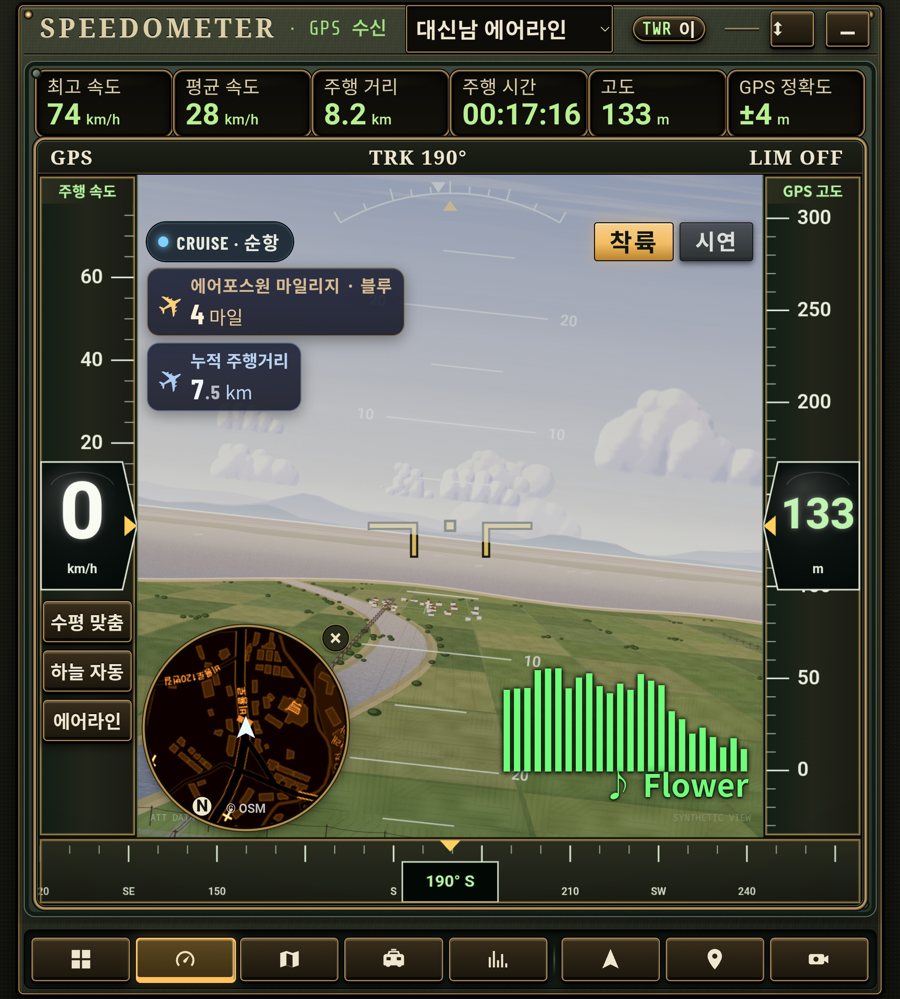 SPEEDOMETER · GPS 수신
대신남 에어라인
TWR 이
최고 속도
74 km/h
평균 속도
28 km/h
주행 거리
8.2 km
주행 시간
00:17:16
고도
133 m
GPS 정확도
±4 m
GPS
TRK 190°
LIM OFF
주행 속도
GPS 고도
CRUISE · 순항
착륙
시연
에어포스원 마일리지 · 블루
4 마일
누적 주행거리
7.5 km
60
40
20
0
km/h
300
250
200
133
m
50
0
20
20
10
10
10
20
수평 맞춤
하늘 자동
에어라인
N
© OSM
ATT DAT
♪ Flower
SYNTHETIC VIEW
20
SE
150
S
190° S
210
SW
240